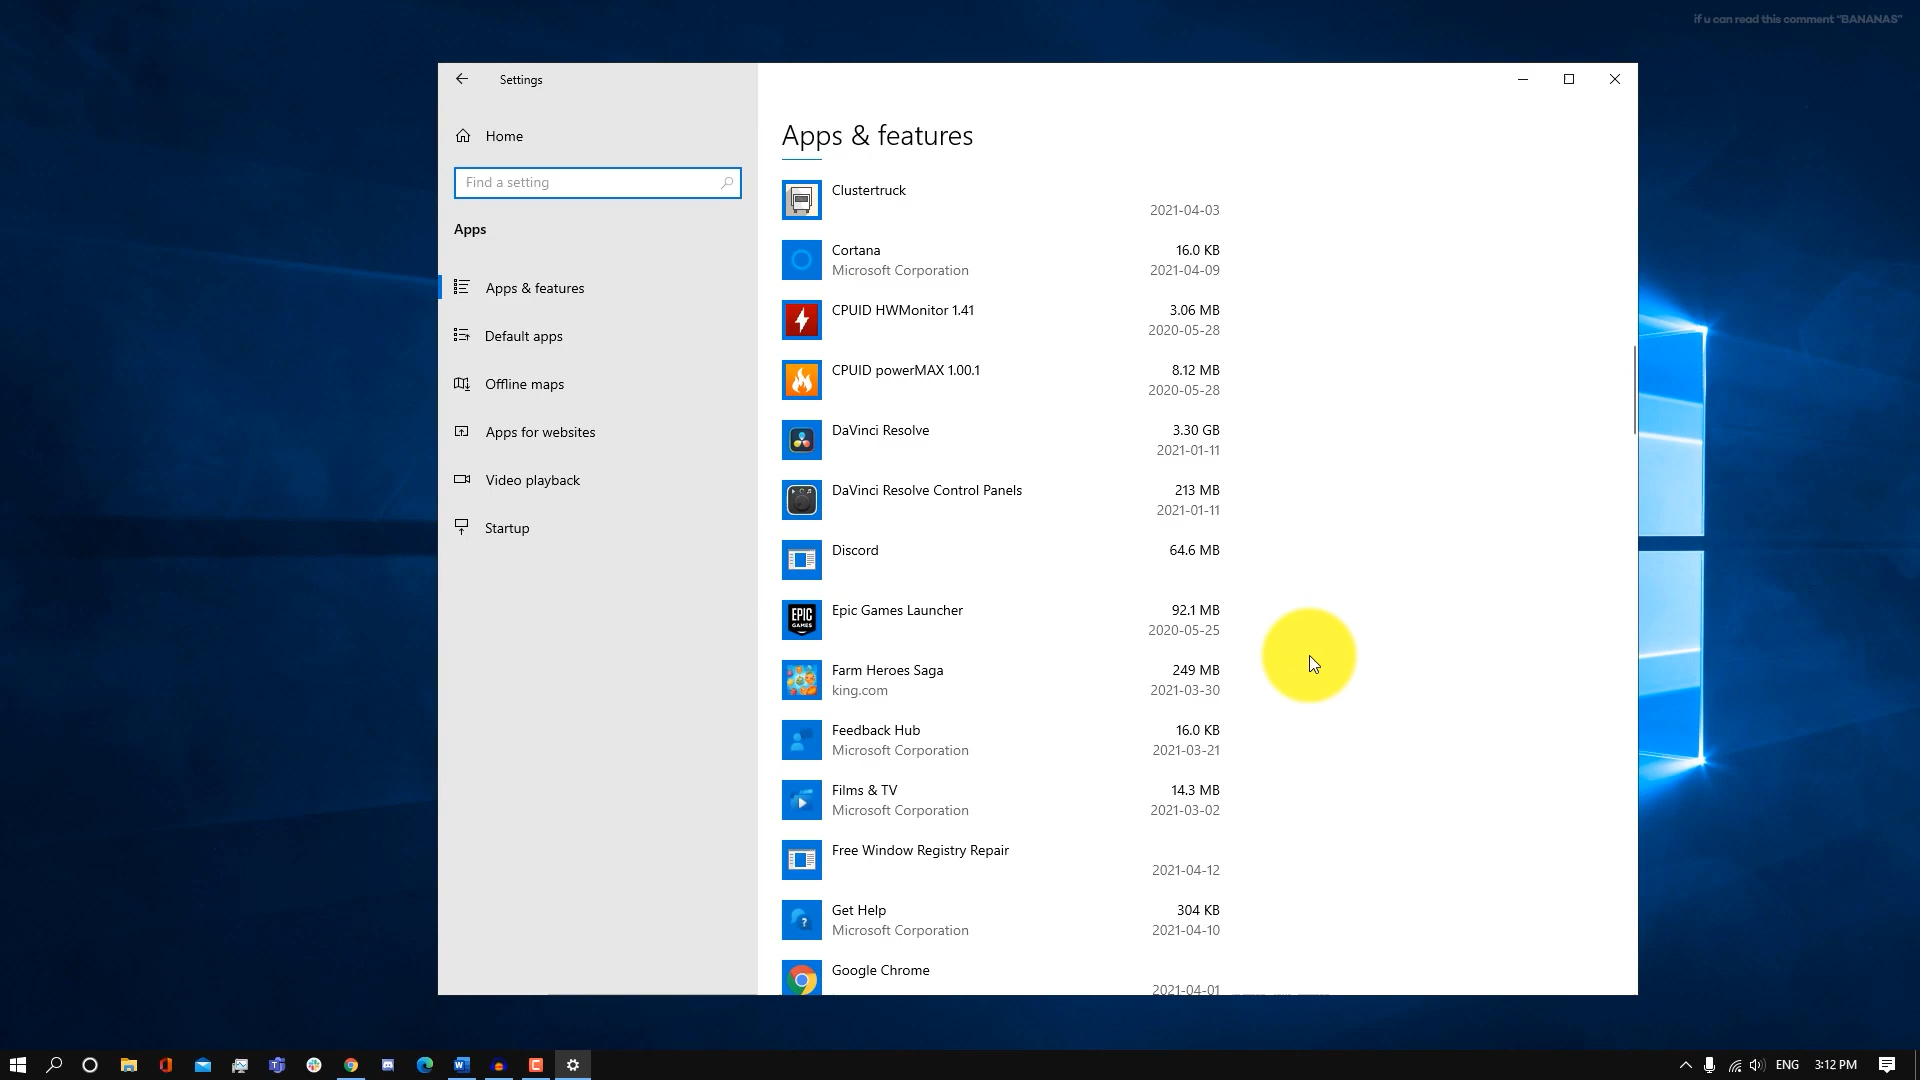 if u can read this comment "BANANAS"
Settings
Home
Find a setting
Apps
Apps & features
Default apps
Offline maps
Apps for websites
Video playback
Startup
Apps & features
Clustertruck
2021-04-03
Cortana 16.0 KB
Microsoft Corporation 2021-04-09
CPUID HWMonitor 1.41 3.06 MB
2020-05-28
CPUID powerMAX 1.00.1 8.12 MB
2020-05-28
DaVinci Resolve 3.30 GB
2021-01-11
DaVinci Resolve Control Panels 213 MB
2021-01-11
Discord 64.6 MB
EPIC
GAMES
Epic Games Launcher 92.1 MB
2020-05-25
Farm Heroes Saga 249 MB
king.com 2021-03-30
Feedback Hub 16.0 KB
Microsoft Corporation 2021-03-21
Films & TV 14.3 MB
Microsoft Corporation 2021-03-02
Free Window Registry Repair
2021-04-12
Get Help 304 KB
Microsoft Corporation 2021-04-10
Google Chrome
2021-04-01
ENG 3:12 PM